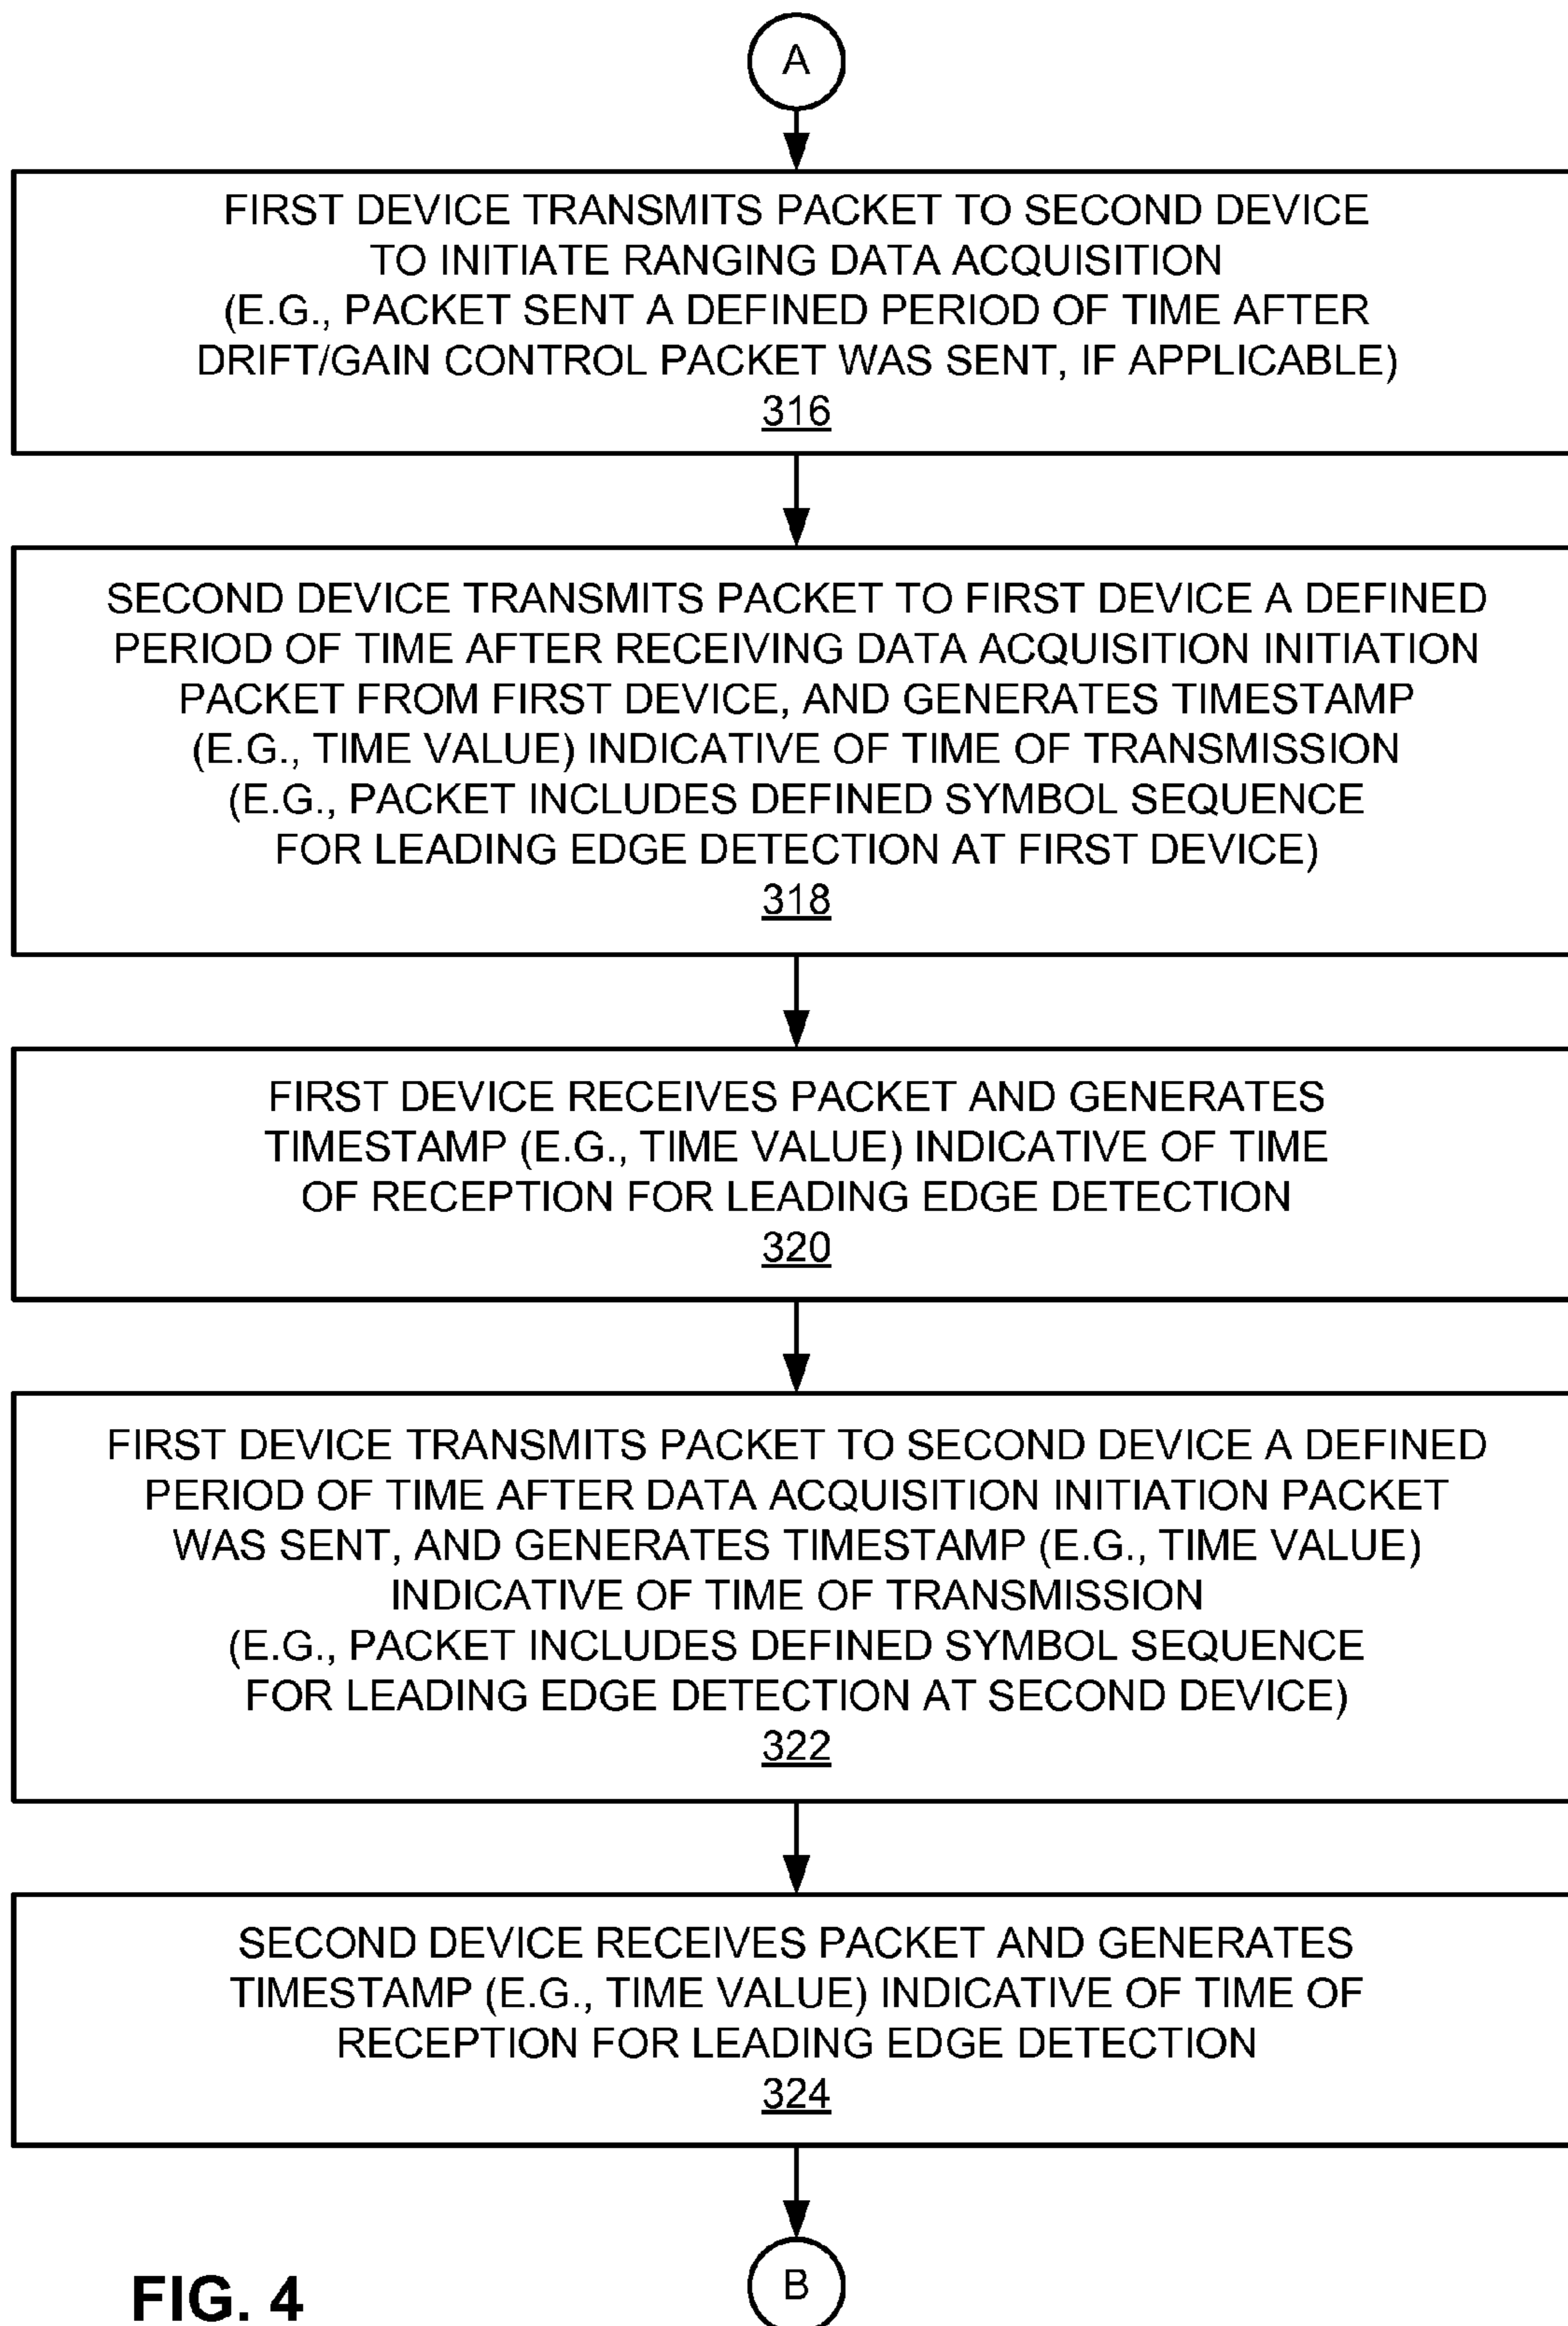 A
FIRST DEVICE TRANSMITS PACKET TO SECOND DEVICE
TO INITIATE RANGING DATA ACQUISITION
(E.G., PACKET SENT A DEFINED PERIOD OF TIME AFTER
DRIFT/GAIN CONTROL PACKET WAS SENT, IF APPLICABLE)
316
SECOND DEVICE TRANSMITS PACKET TO FIRST DEVICE A DEFINED
PERIOD OF TIME AFTER RECEIVING DATA ACQUISITION INITIATION
PACKET FROM FIRST DEVICE, AND GENERATES TIMESTAMP
(E.G., TIME VALUE) INDICATIVE OF TIME OF TRANSMISSION
(E.G., PACKET INCLUDES DEFINED SYMBOL SEQUENCE
FOR LEADING EDGE DETECTION AT FIRST DEVICE)
318
FIRST DEVICE RECEIVES PACKET AND GENERATES
TIMESTAMP (E.G., TIME VALUE) INDICATIVE OF TIME
OF RECEPTION FOR LEADING EDGE DETECTION
320
FIRST DEVICE TRANSMITS PACKET TO SECOND DEVICE A DEFINED
PERIOD OF TIME AFTER DATA ACQUISITION INITIATION PACKET
WAS SENT, AND GENERATES TIMESTAMP (E.G., TIME VALUE)
INDICATIVE OF TIME OF TRANSMISSION
(E.G., PACKET INCLUDES DEFINED SYMBOL SEQUENCE
FOR LEADING EDGE DETECTION AT SECOND DEVICE)
322
SECOND DEVICE RECEIVES PACKET AND GENERATES
TIMESTAMP (E.G., TIME VALUE) INDICATIVE OF TIME OF
RECEPTION FOR LEADING EDGE DETECTION
324
B
FIG. 4